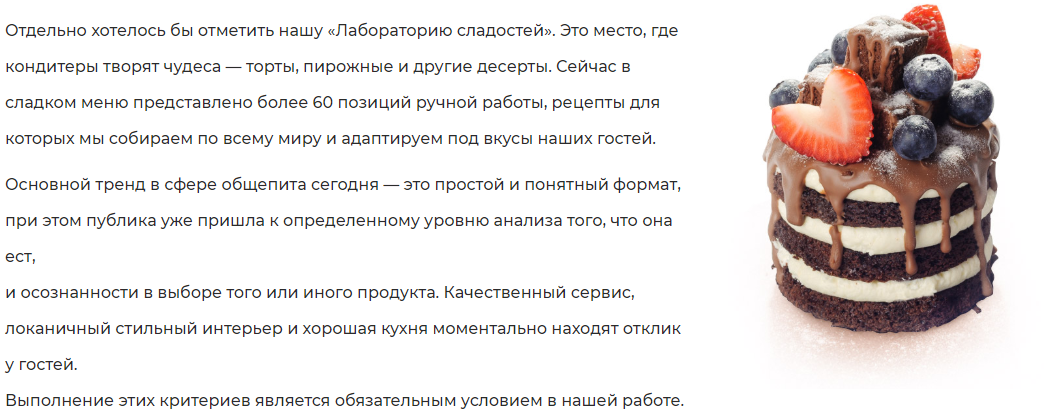 Отдельно хотелось бы отметить нашу «Лабораторию сладостей». Это место, где
кондитеры творят чудеса — торты, пирожные и другие десерты. Сейчас в
сладком меню представлено более 60 позиций ручной работы, рецепты для
которых мы собираем по всему миру и адаптируем под вкусы наших гостей.
Основной тренд в сфере общепита сегодня — это простой и понятный формат,
при этом публика уже пришла к определенному уровню анализа того, что она
ест,
и осознанности в выборе того или иного продукта. Качественный сервис,
локаничный стильный интерьер и хорошая кухня моментально находят отклик
у гостей.
Выполнение этих критериев является обязательным условием в нашей работе.